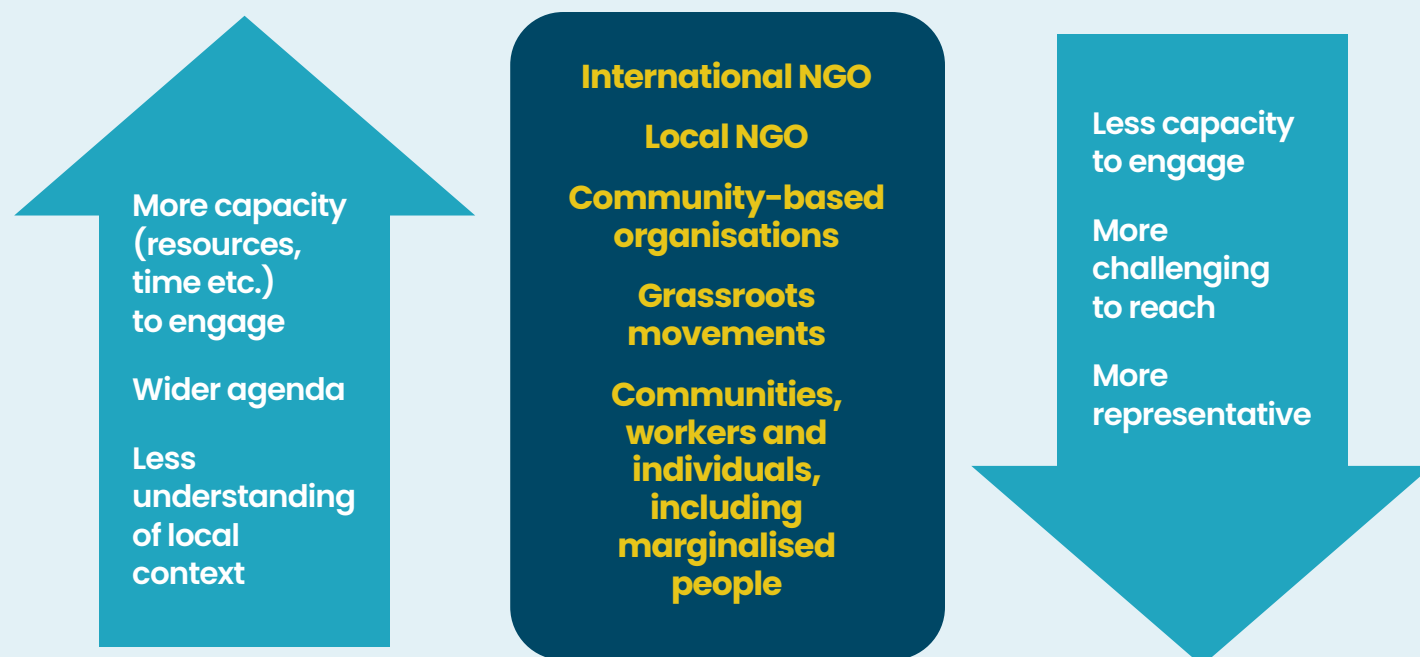 More capacity
(resources,
time etc.)
to engage
Wider agenda
Less
understanding
of local
context
International NGO
Local NGO
Community-based
organisations
Grassroots
movements
Communities,
workers and
individuals,
including
marginalised
people
Less capacity
to engage
More
challenging
to reach
More
representative